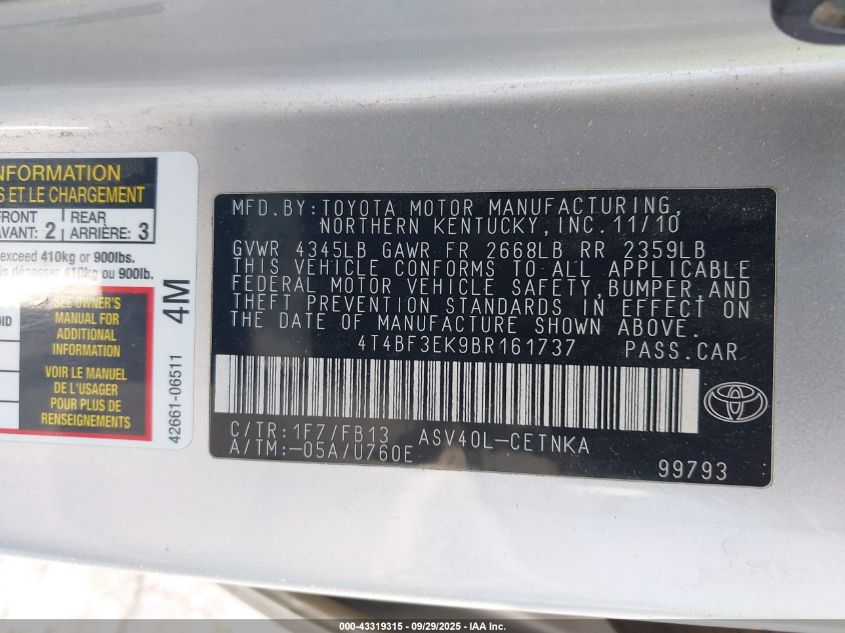 INFORMATION
S ET LE CHARGEMENT
FRONT
AVANT: 2
REAR
ARRIÈRE: 3
exceed 410kg or 900lbs.
dépasser 410kg ou 900lb.
SEE OWNER'S
MANUAL FOR
ADDITIONAL
INFORMATION
VOIR LE MANUEL
DE L'USAGER
POUR PLUS DE
RENSEIGNEMENTS
4M
42661-06511
MFD.BY:TOYOTA MOTOR MANUFACTURING,
NORTHERN KENTUCKY,INC.11/10
GVWR 4345LB GAWR FR 2668LB RR 2359LB
THIS VEHICLE CONFORMS TO ALL APPLICABLE
FEDERAL MOTOR VEHICLE SAFETY,BUMPER,AND
THEFT PREVENTION STANDARDS IN EFFECT ON
THE DATE OF MANUFACTURE SHOWN ABOVE.
4T4BF3EK9BR161737 PASS.CAR
C/TR:1F7/FB13 ASV40L-CETNKA
A/TM:-05A/U760E
99793
000-43319315 - 09/29/2025 - IAA Inc.